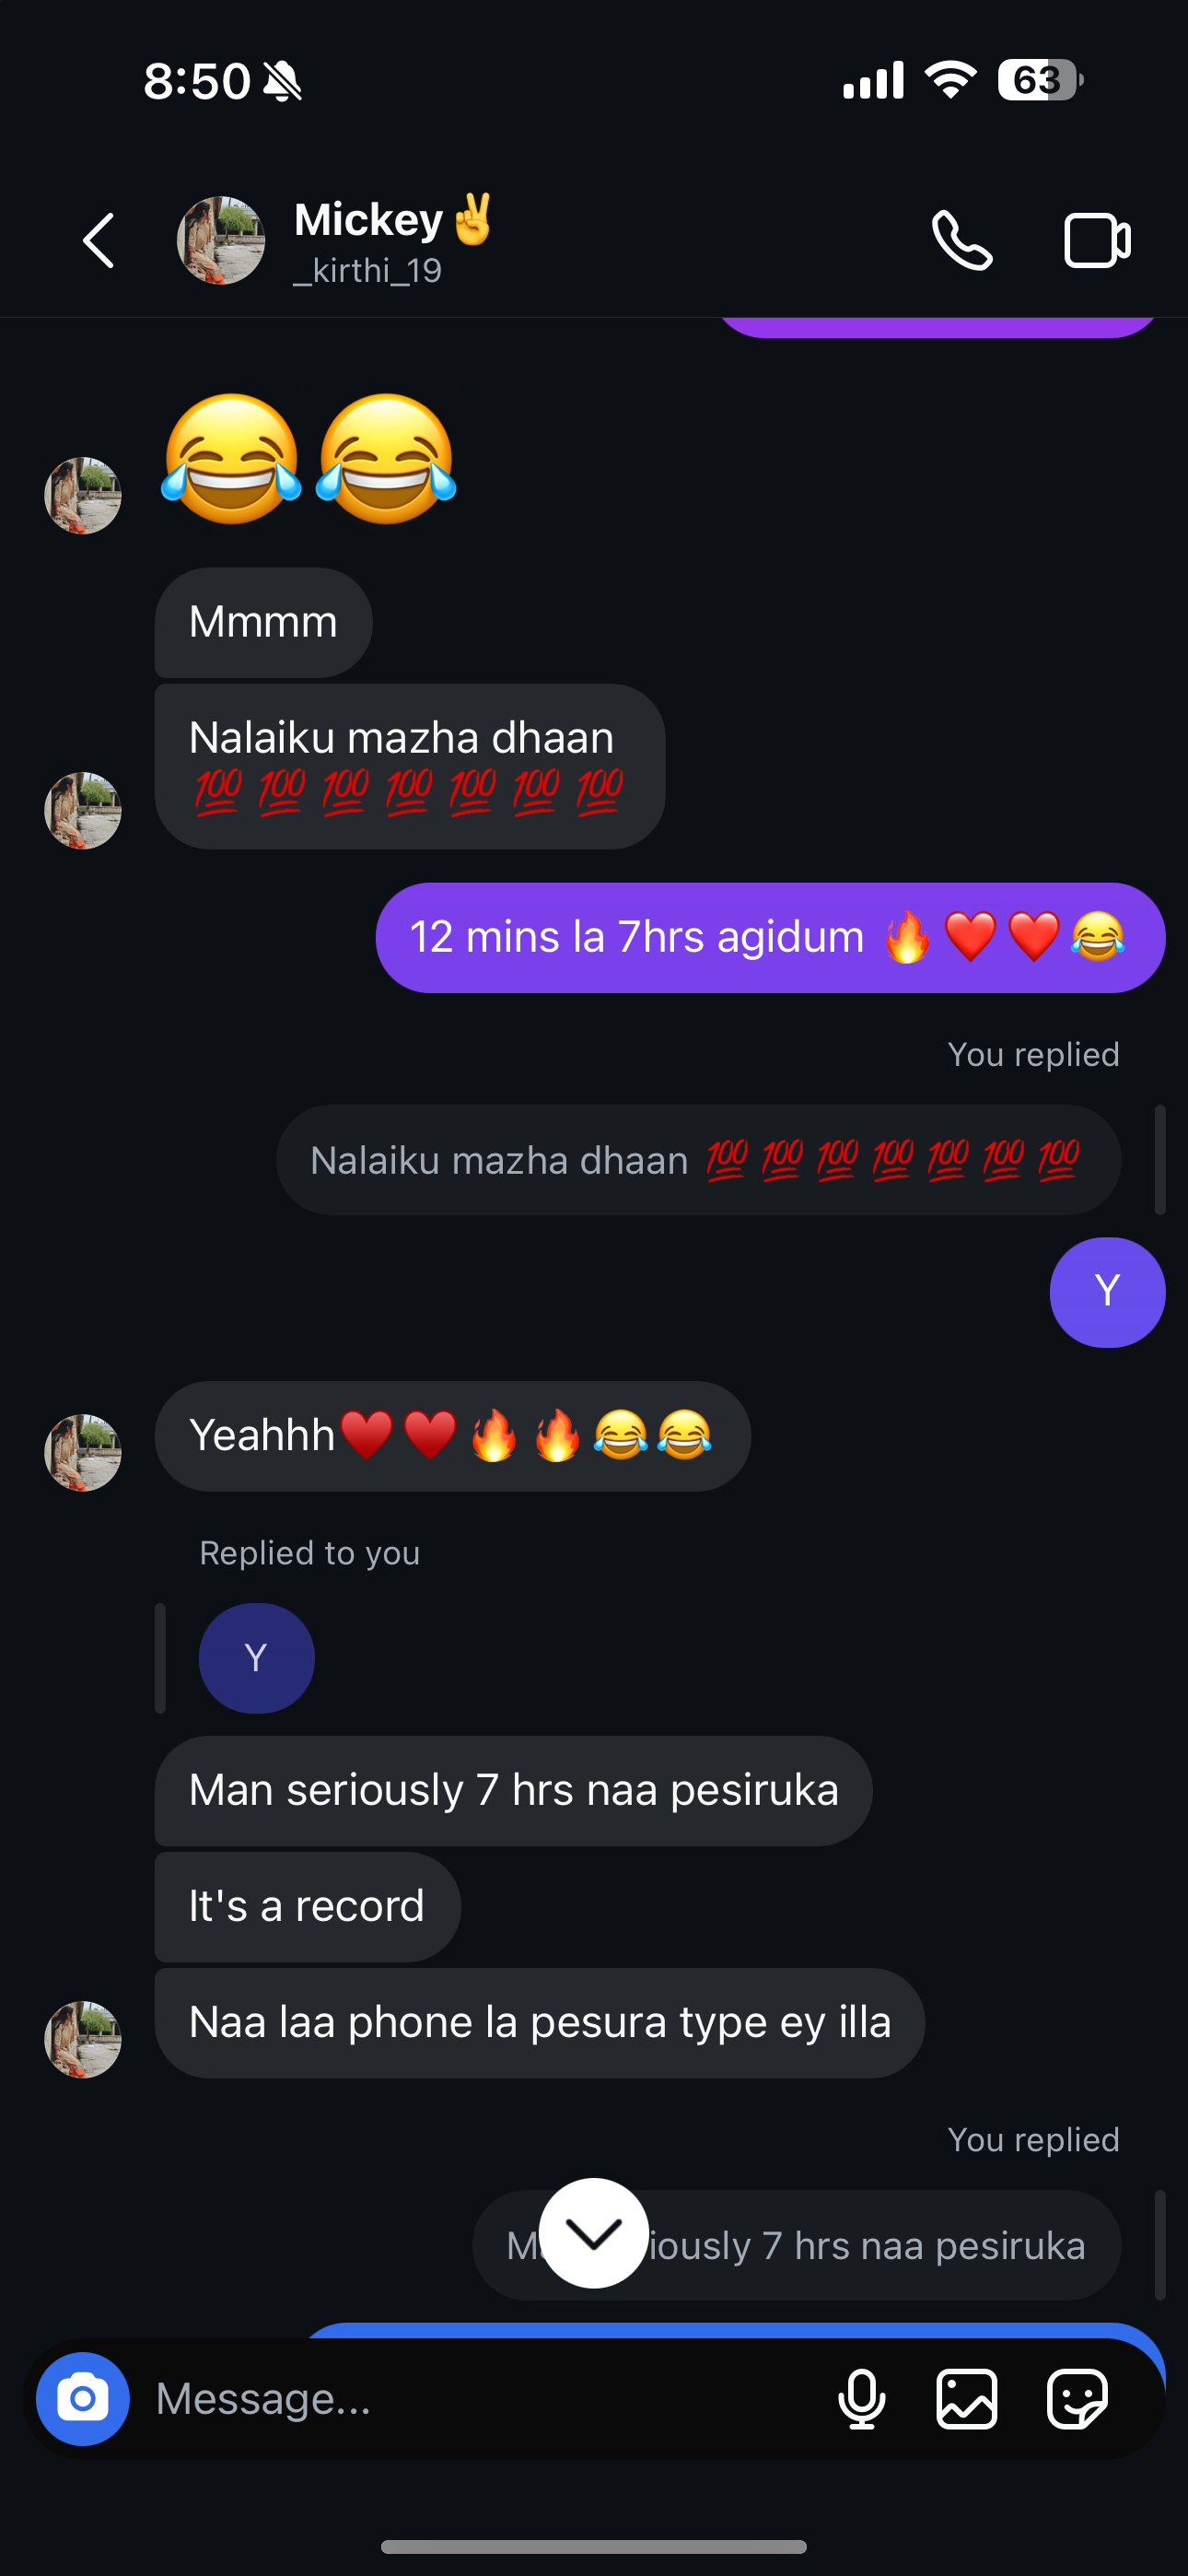 8:50
63
Mickey✌️
_kirthi_19
😂😂
Mmmm
Nalaiku mazha dhaan
💯💯💯💯💯💯💯
12 mins la 7hrs agidum 🔥❤️❤️😂
You replied
Nalaiku mazha dhaan 💯💯💯💯💯💯💯
Y
Yeahhh♥️♥️🔥🔥😂😂
Replied to you
Y
Man seriously 7 hrs naa pesiruka
It's a record
Naa laa phone la pesura type ey illa
You replied
7 hrs naa pesiruka
Message...